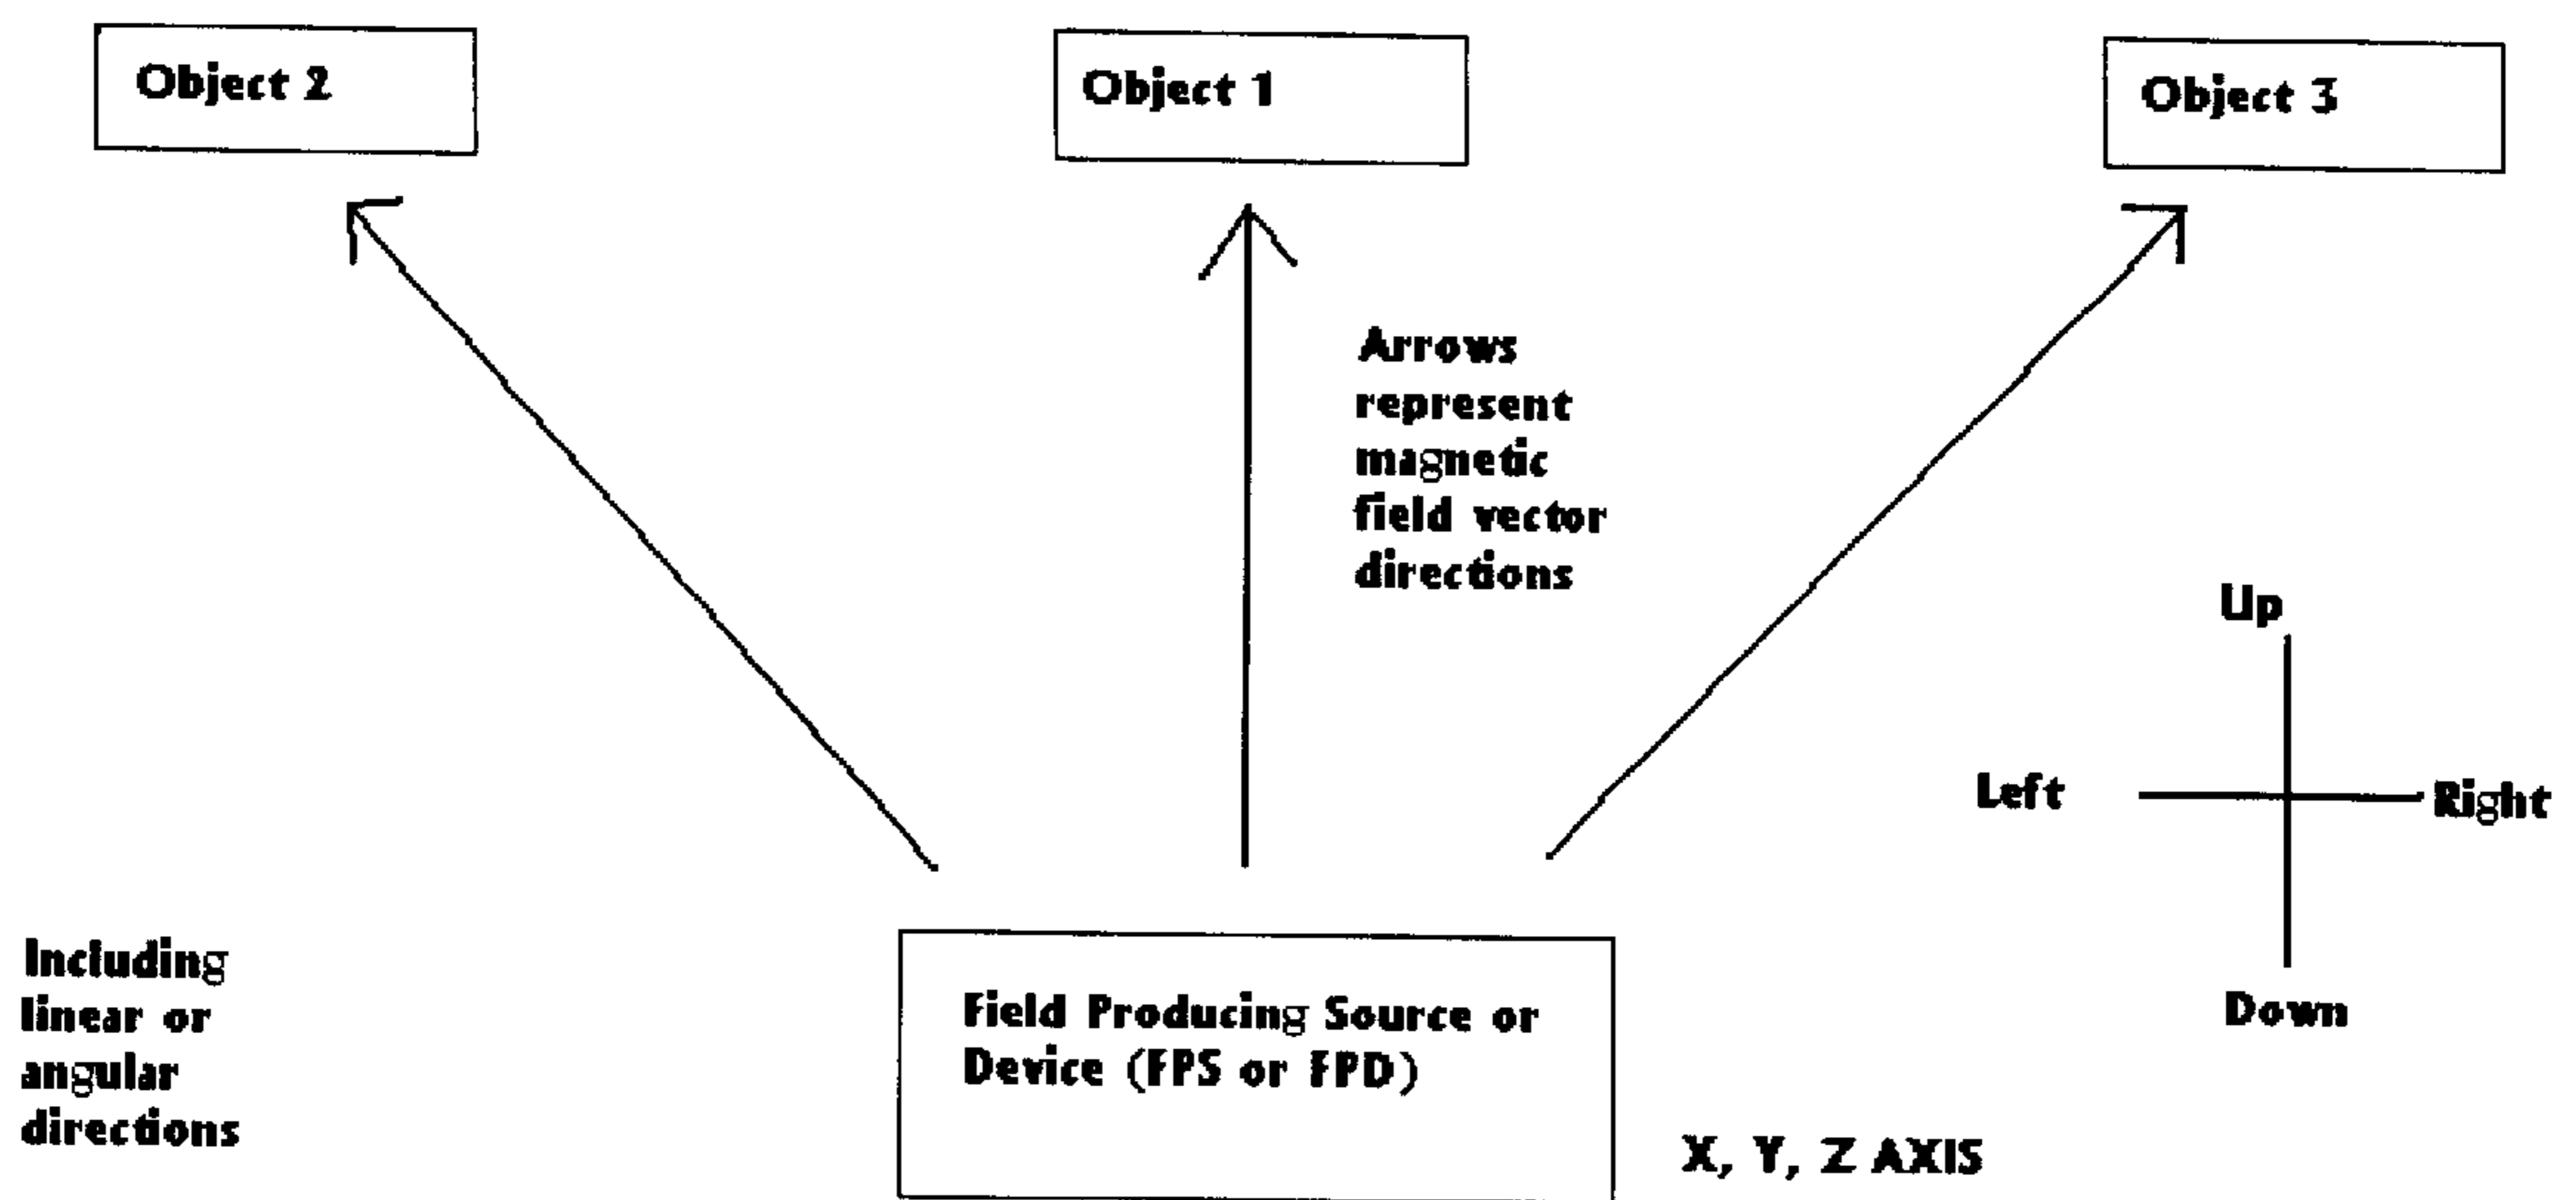 Object 2
Object 1
Object 3
Arrows
represent
magnetic
field vector
directions
Up
Left
Right
Down
Including
linear or
angular
directions
Field Producing Source or
Device (FPS or FPD)
X, Y, Z AXIS